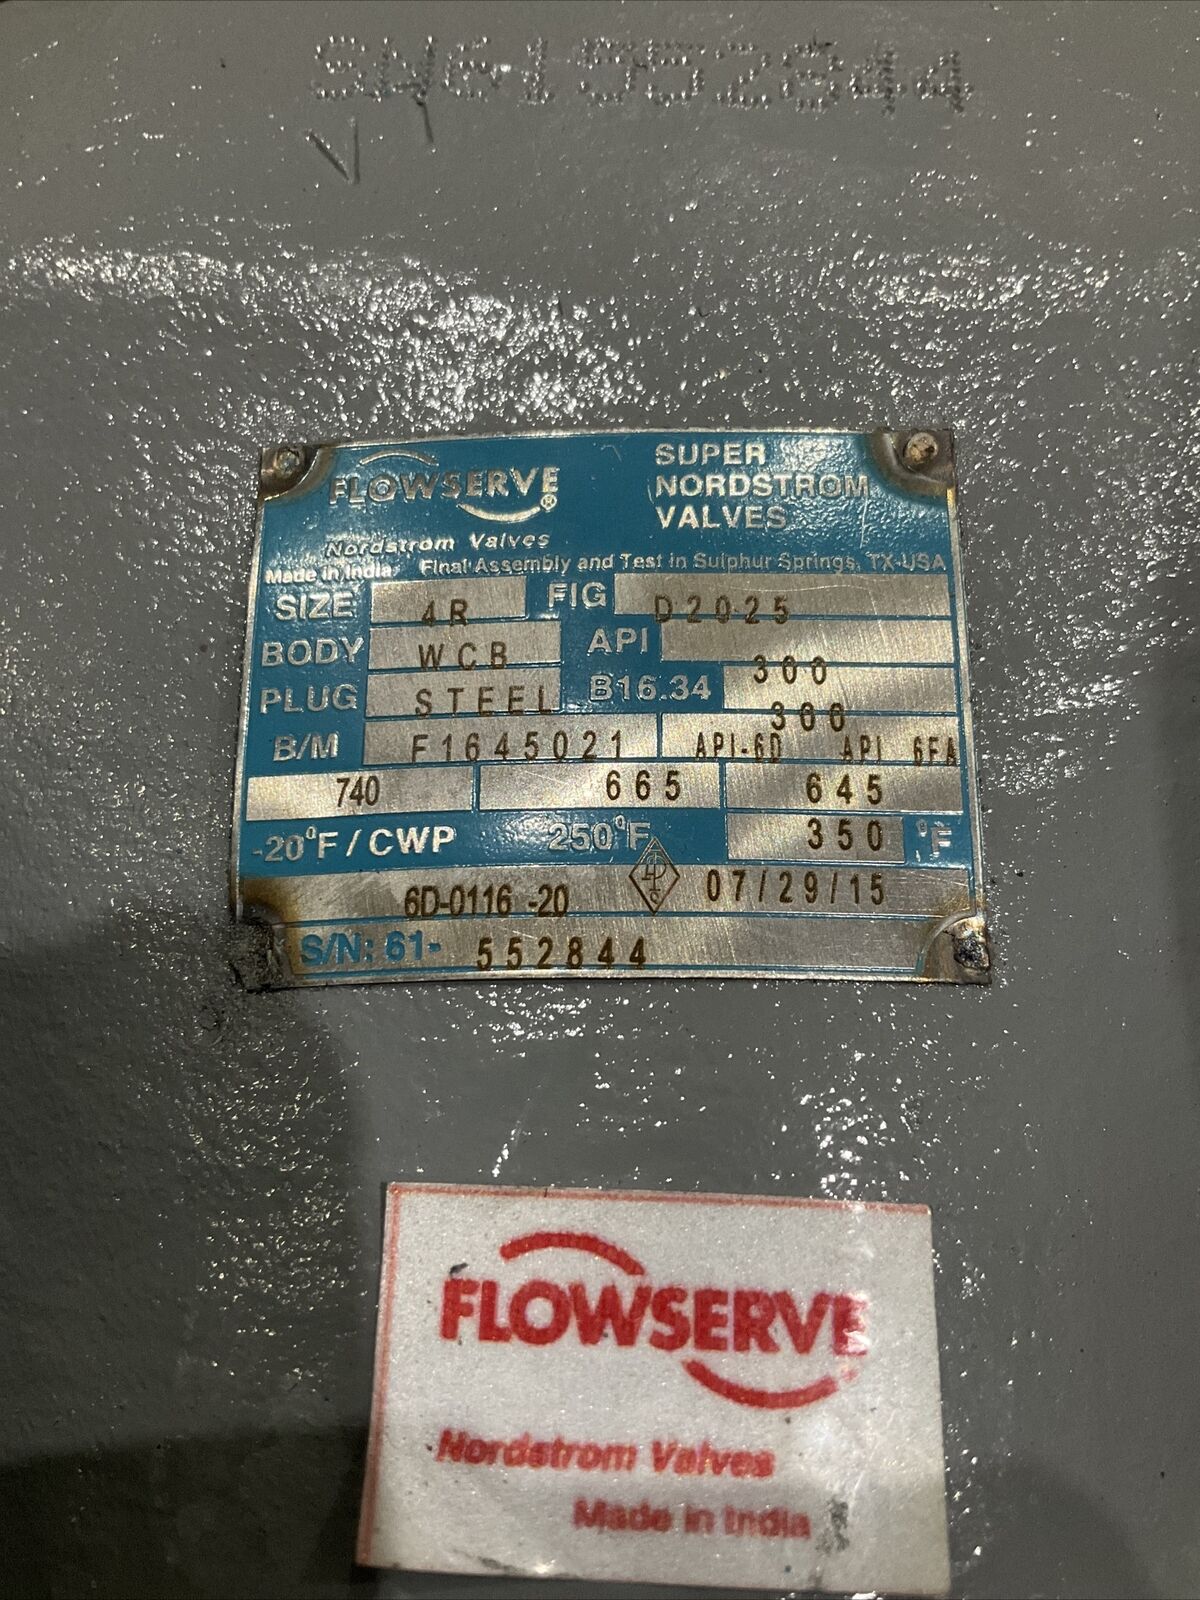 SN61552844
V
FLOWSERVE®
SUPER
NORDSTROM
VALVES
Nordstrom Valves
Made in India, Final Assembly and Test in Sulphur Springs, TX-USA
SIZE 4R FIG D2025
BODY WCB API 300
PLUG STEEL B16.34 300
B/M F1645021 API-6D API 6FA
740 665 645
-20°F / CWP 250°F 350 °F
6D-0116 -20 07/29/15
S/N: 61- 552844
FLOWSERVE
Nordstrom Valves
Made in India